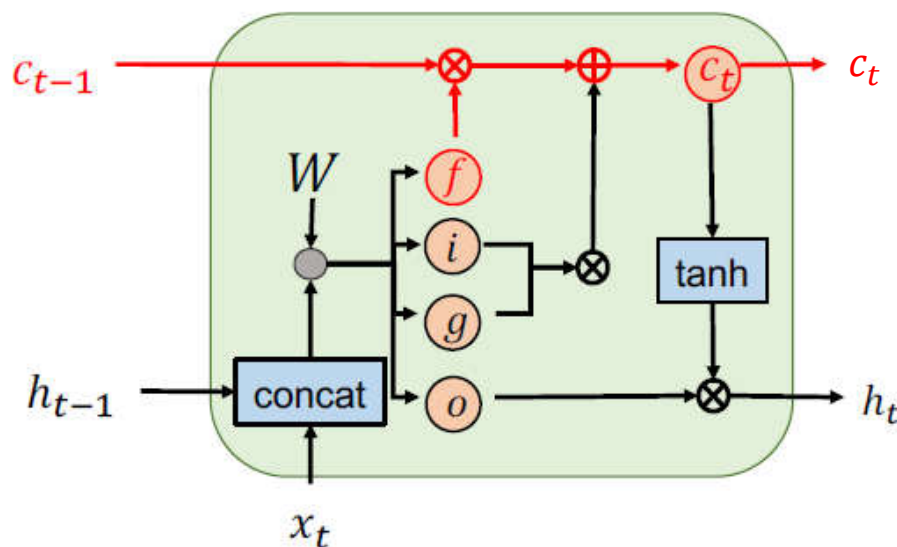 c_{t-1}
c_t
c_t
W
f
i
g
tanh
h_{t-1}
concat
o
h_t
x_t